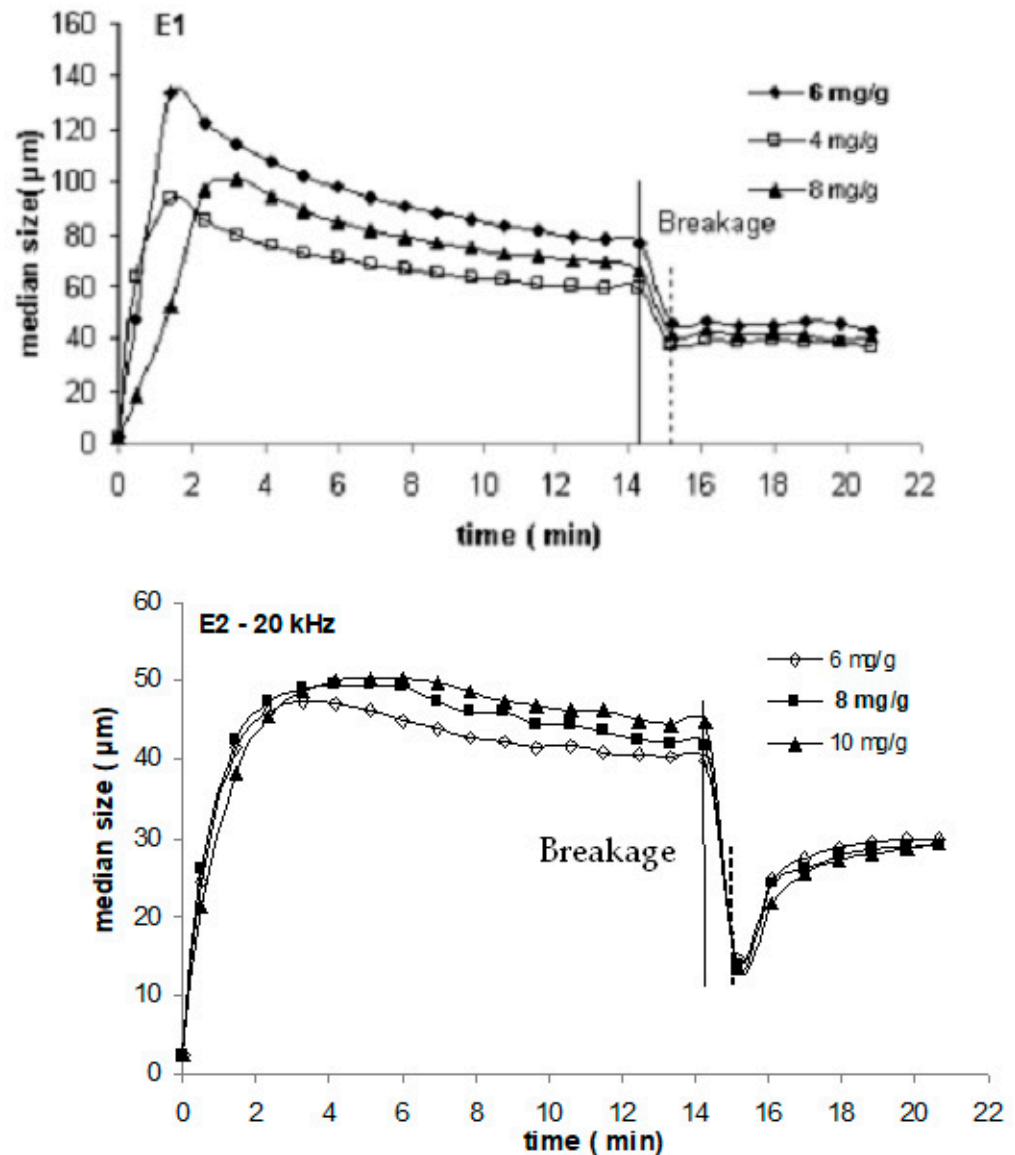 E1
160
140
120
100
80
60
40
20
0
median size(µm)
6 mg/g
4 mg/g
8 mg/g
Breakage
0 2 4 6 8 10 12 14 16 18 20 22
time ( min)
E2 - 20 kHz
60
50
40
30
20
10
0
median size ( µm)
6 mg/g
8 mg/g
10 mg/g
Breakage
0 2 4 6 8 10 12 14 16 18 20 22
time ( min)